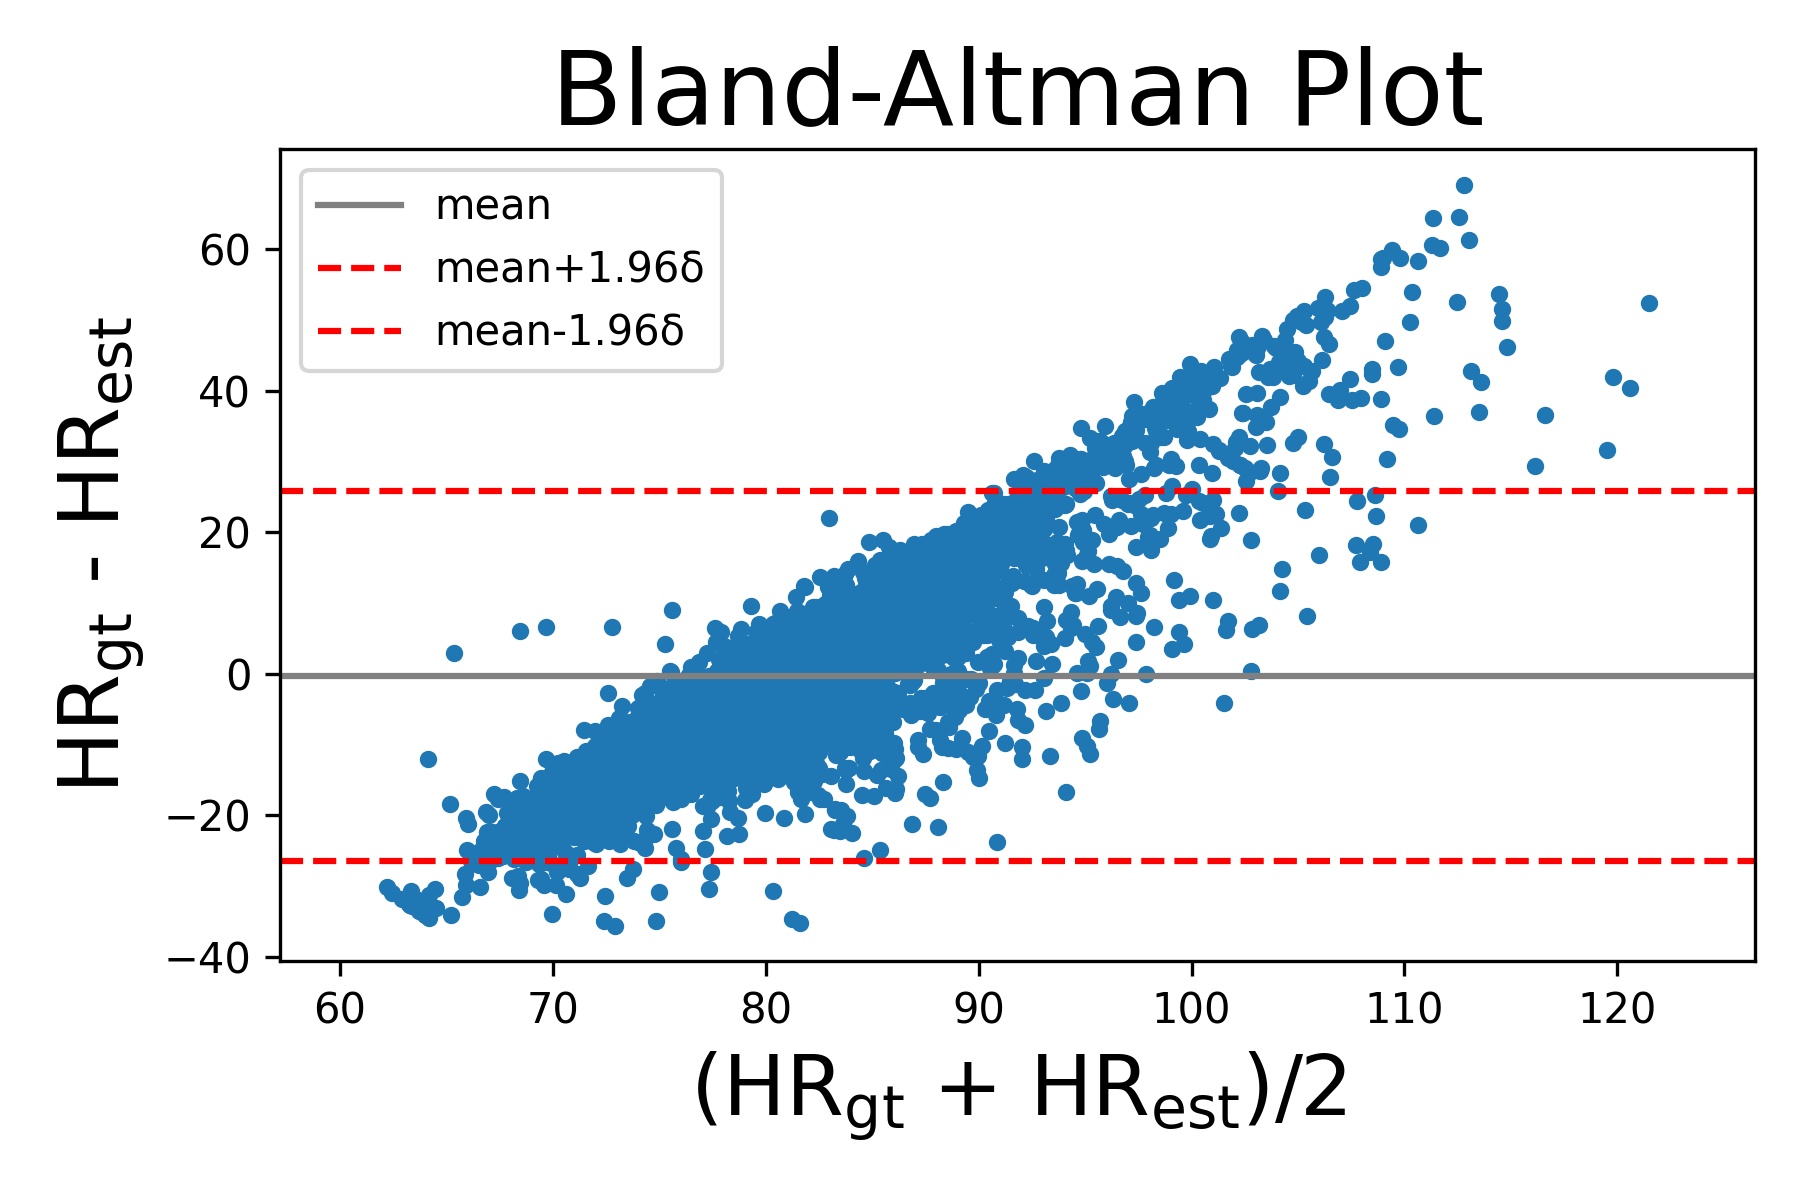 Bland-Altman Plot
mean
mean+1.96δ
mean-1.96δ
HRgt - HRest
60
40
20
0
−20
−40
60 70 80 90 100 110 120
(HRgt + HRest)/2